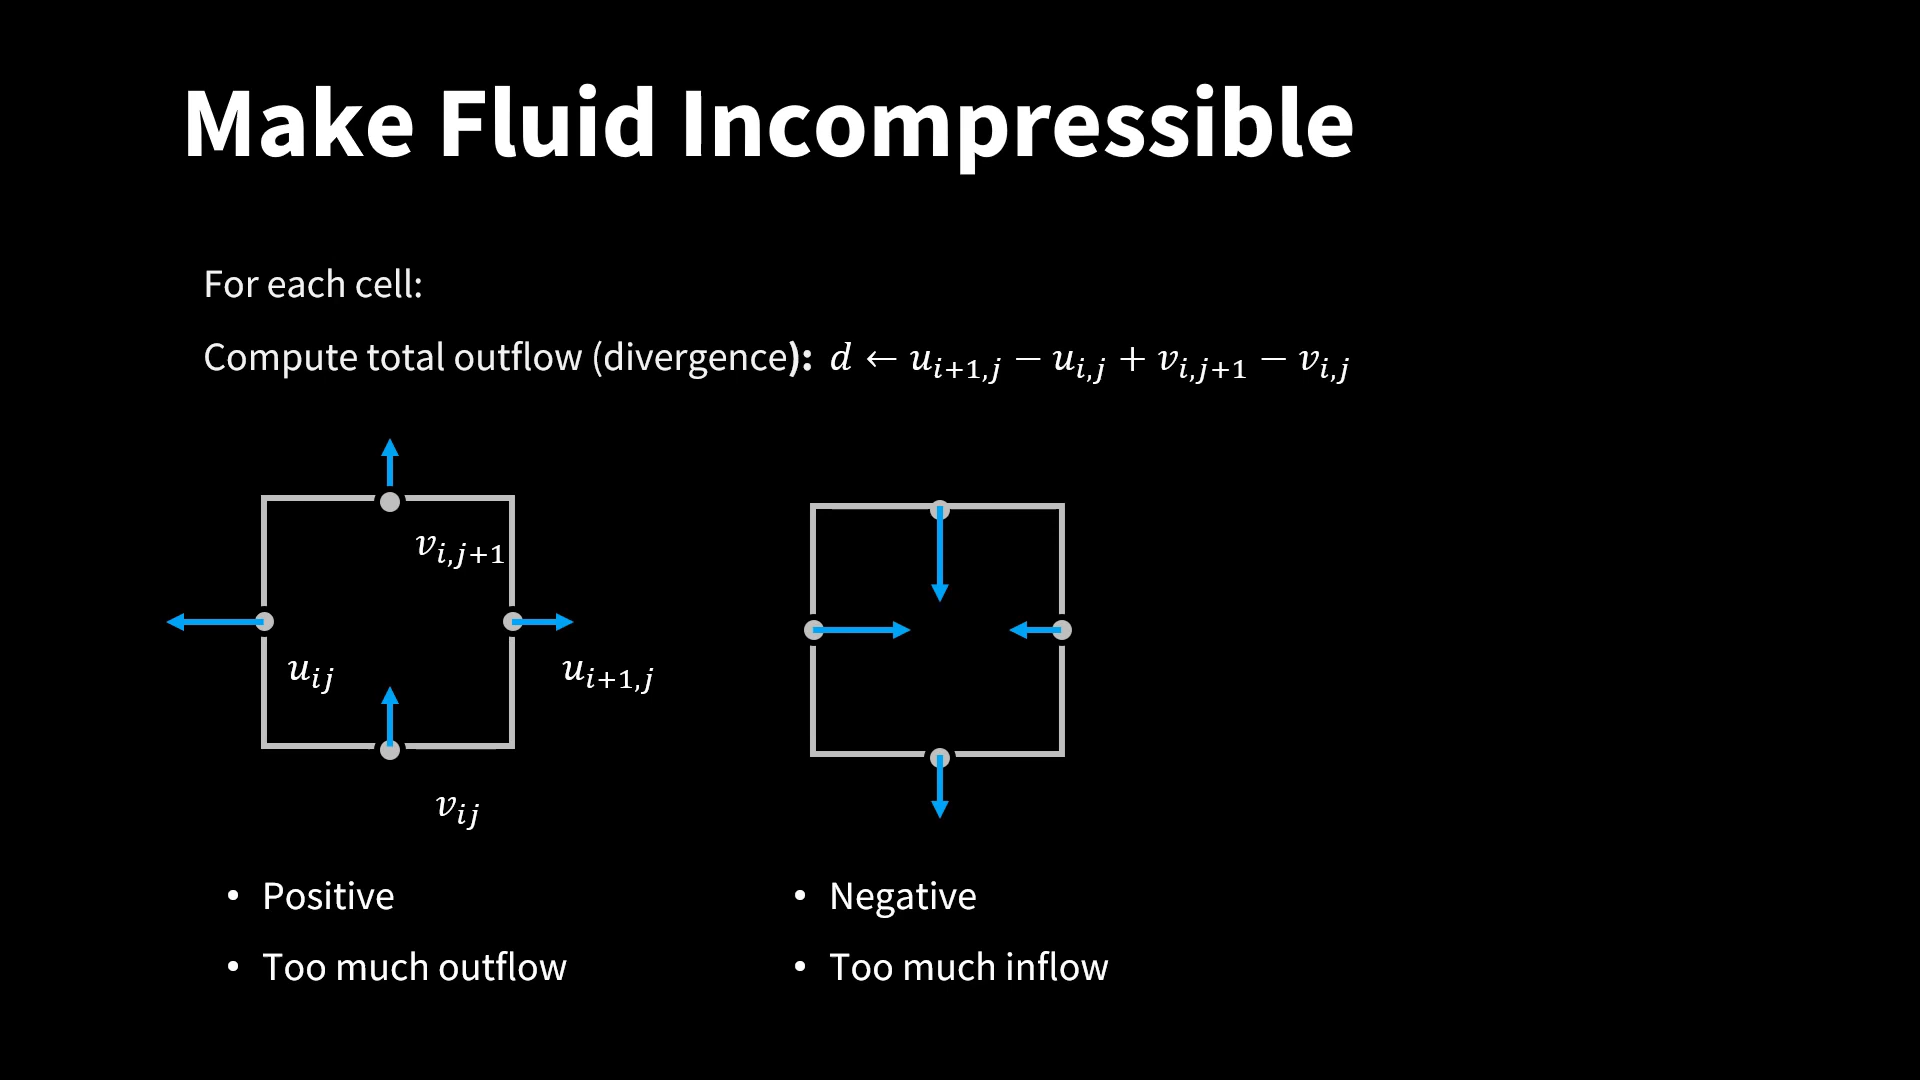 Make Fluid Incompressible
For each cell:
Compute total outflow (divergence): d ← u_{i+1,j} − u_{i,j} + v_{i,j+1} − v_{i,j}
v_{i,j+1}
u_{ij}
u_{i+1,j}
v_{ij}
• Positive
• Too much outflow
• Negative
• Too much inflow